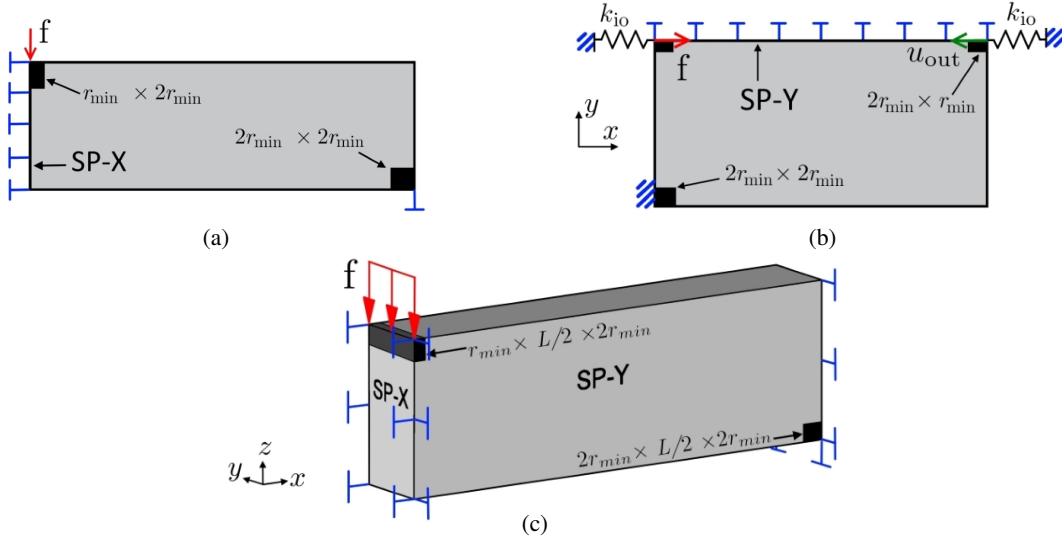 f
r_min × 2r_min
2r_min × 2r_min
SP-X
(a)
k_io
k_io
f
u_out
SP-Y
2r_min × r_min
y
x
2r_min × 2r_min
(b)
f
r_min × L/2 × 2r_min
SP-X
SP-Y
2r_min × L/2 × 2r_min
z
y
x
(c)